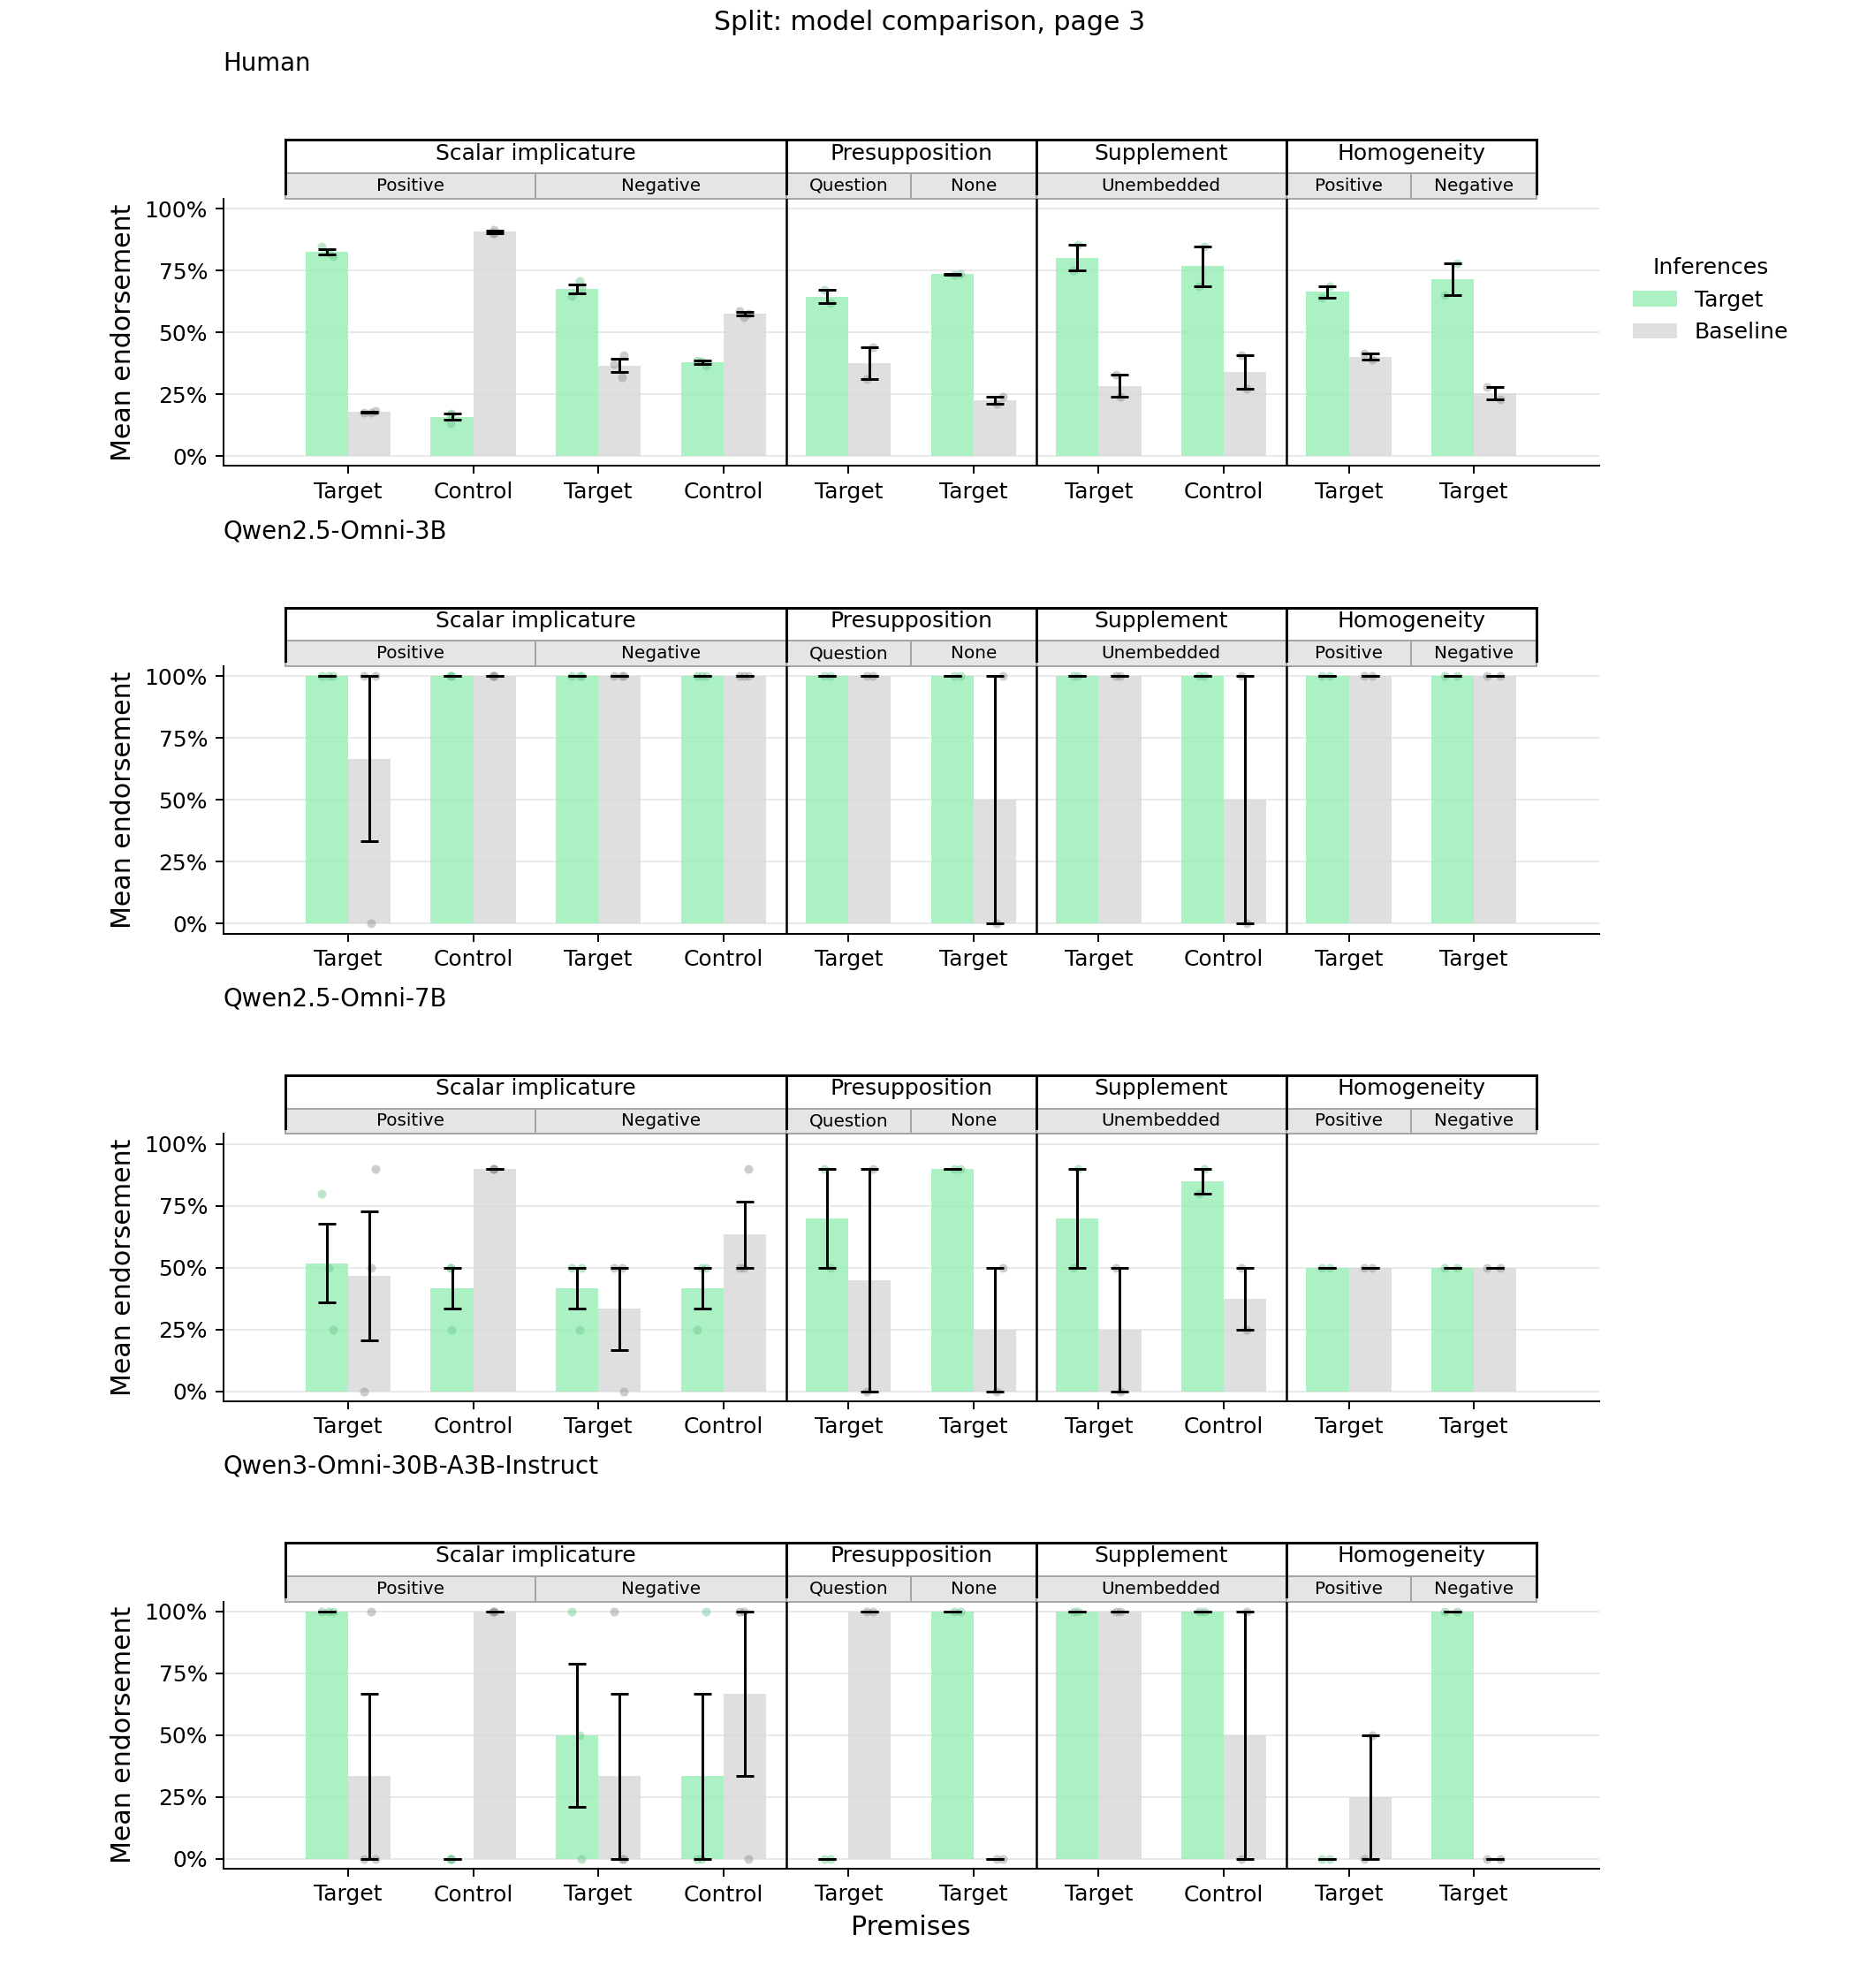 Split: model comparison, page 3
Human
Scalar implicature Presupposition Supplement Homogeneity
Positive Negative Question None Unembedded Positive Negative
Mean endorsement
100%
75%
50%
25%
0%
Target Control Target Control Target Target Target Control Target Target
Inferences
Target
Baseline
Qwen2.5-Omni-3B
Scalar implicature Presupposition Supplement Homogeneity
Positive Negative Question None Unembedded Positive Negative
Mean endorsement
100%
75%
50%
25%
0%
Target Control Target Control Target Target Target Control Target Target
Qwen2.5-Omni-7B
Scalar implicature Presupposition Supplement Homogeneity
Positive Negative Question None Unembedded Positive Negative
Mean endorsement
100%
75%
50%
25%
0%
Target Control Target Control Target Target Target Control Target Target
Qwen3-Omni-30B-A3B-Instruct
Scalar implicature Presupposition Supplement Homogeneity
Positive Negative Question None Unembedded Positive Negative
Mean endorsement
100%
75%
50%
25%
0%
Target Control Target Control Target Target Target Control Target Target
Premises